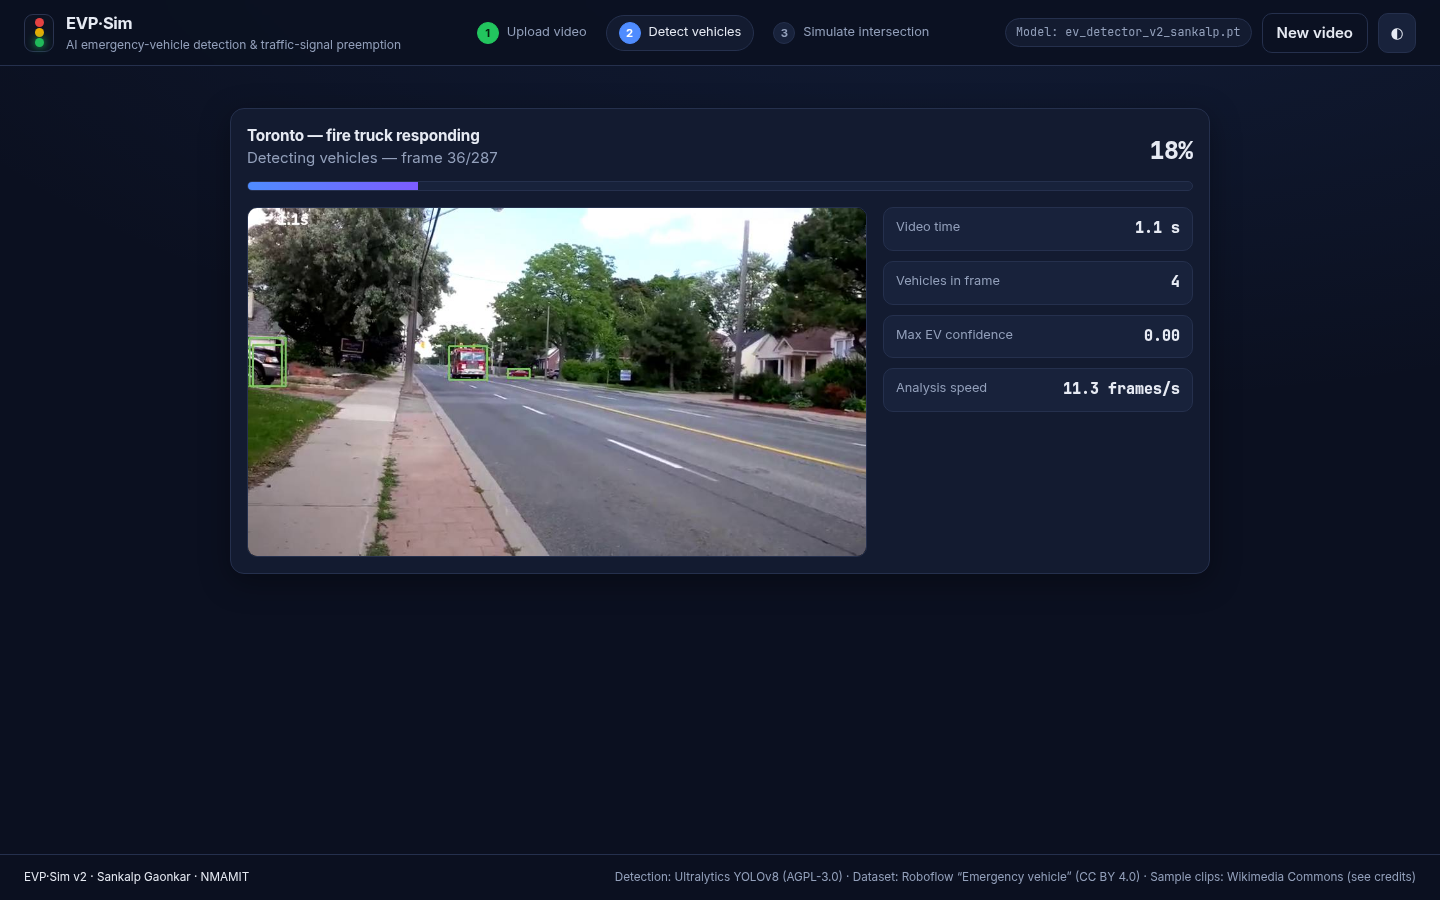 EVP·Sim
AI emergency-vehicle detection & traffic-signal preemption
1 Upload video
2 Detect vehicles
3 Simulate intersection
Model: ev_detector_v2_sankalp.pt
New video
Toronto — fire truck responding
Detecting vehicles — frame 36/287
18%
Video time 1.1 s
Vehicles in frame 4
Max EV confidence 0.00
Analysis speed 11.3 frames/s
EVP·Sim v2 · Sankalp Gaonkar · NMAMIT
Detection: Ultralytics YOLOv8 (AGPL-3.0) · Dataset: Roboflow “Emergency vehicle” (CC BY 4.0) · Sample clips: Wikimedia Commons (see credits)